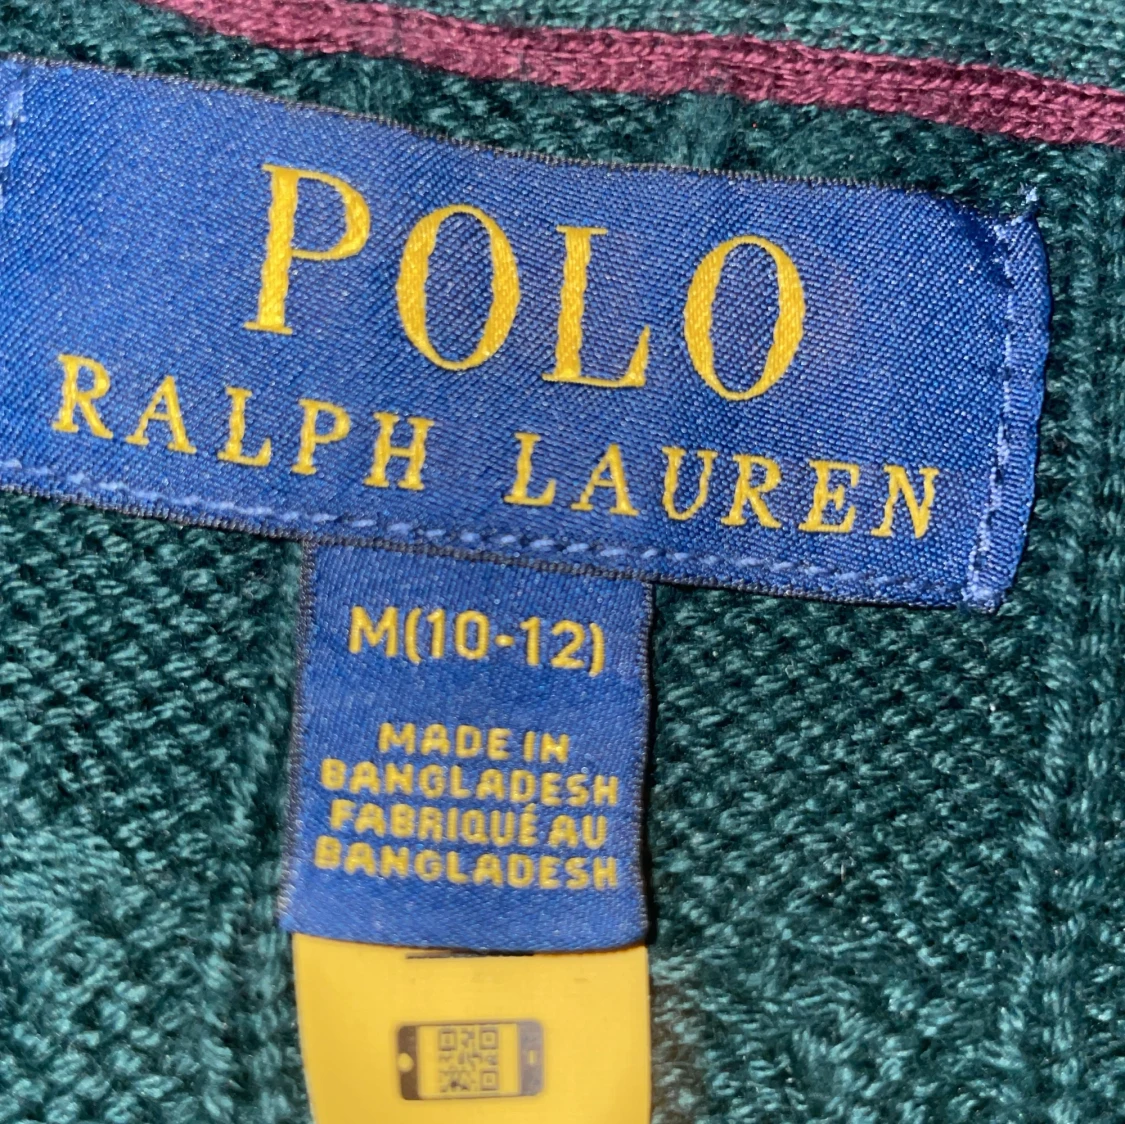 POLO
RALPH LAUREN
M(10-12)
MADE IN
BANGLADESH
FABRIQUÉ AU
BANGLADESH